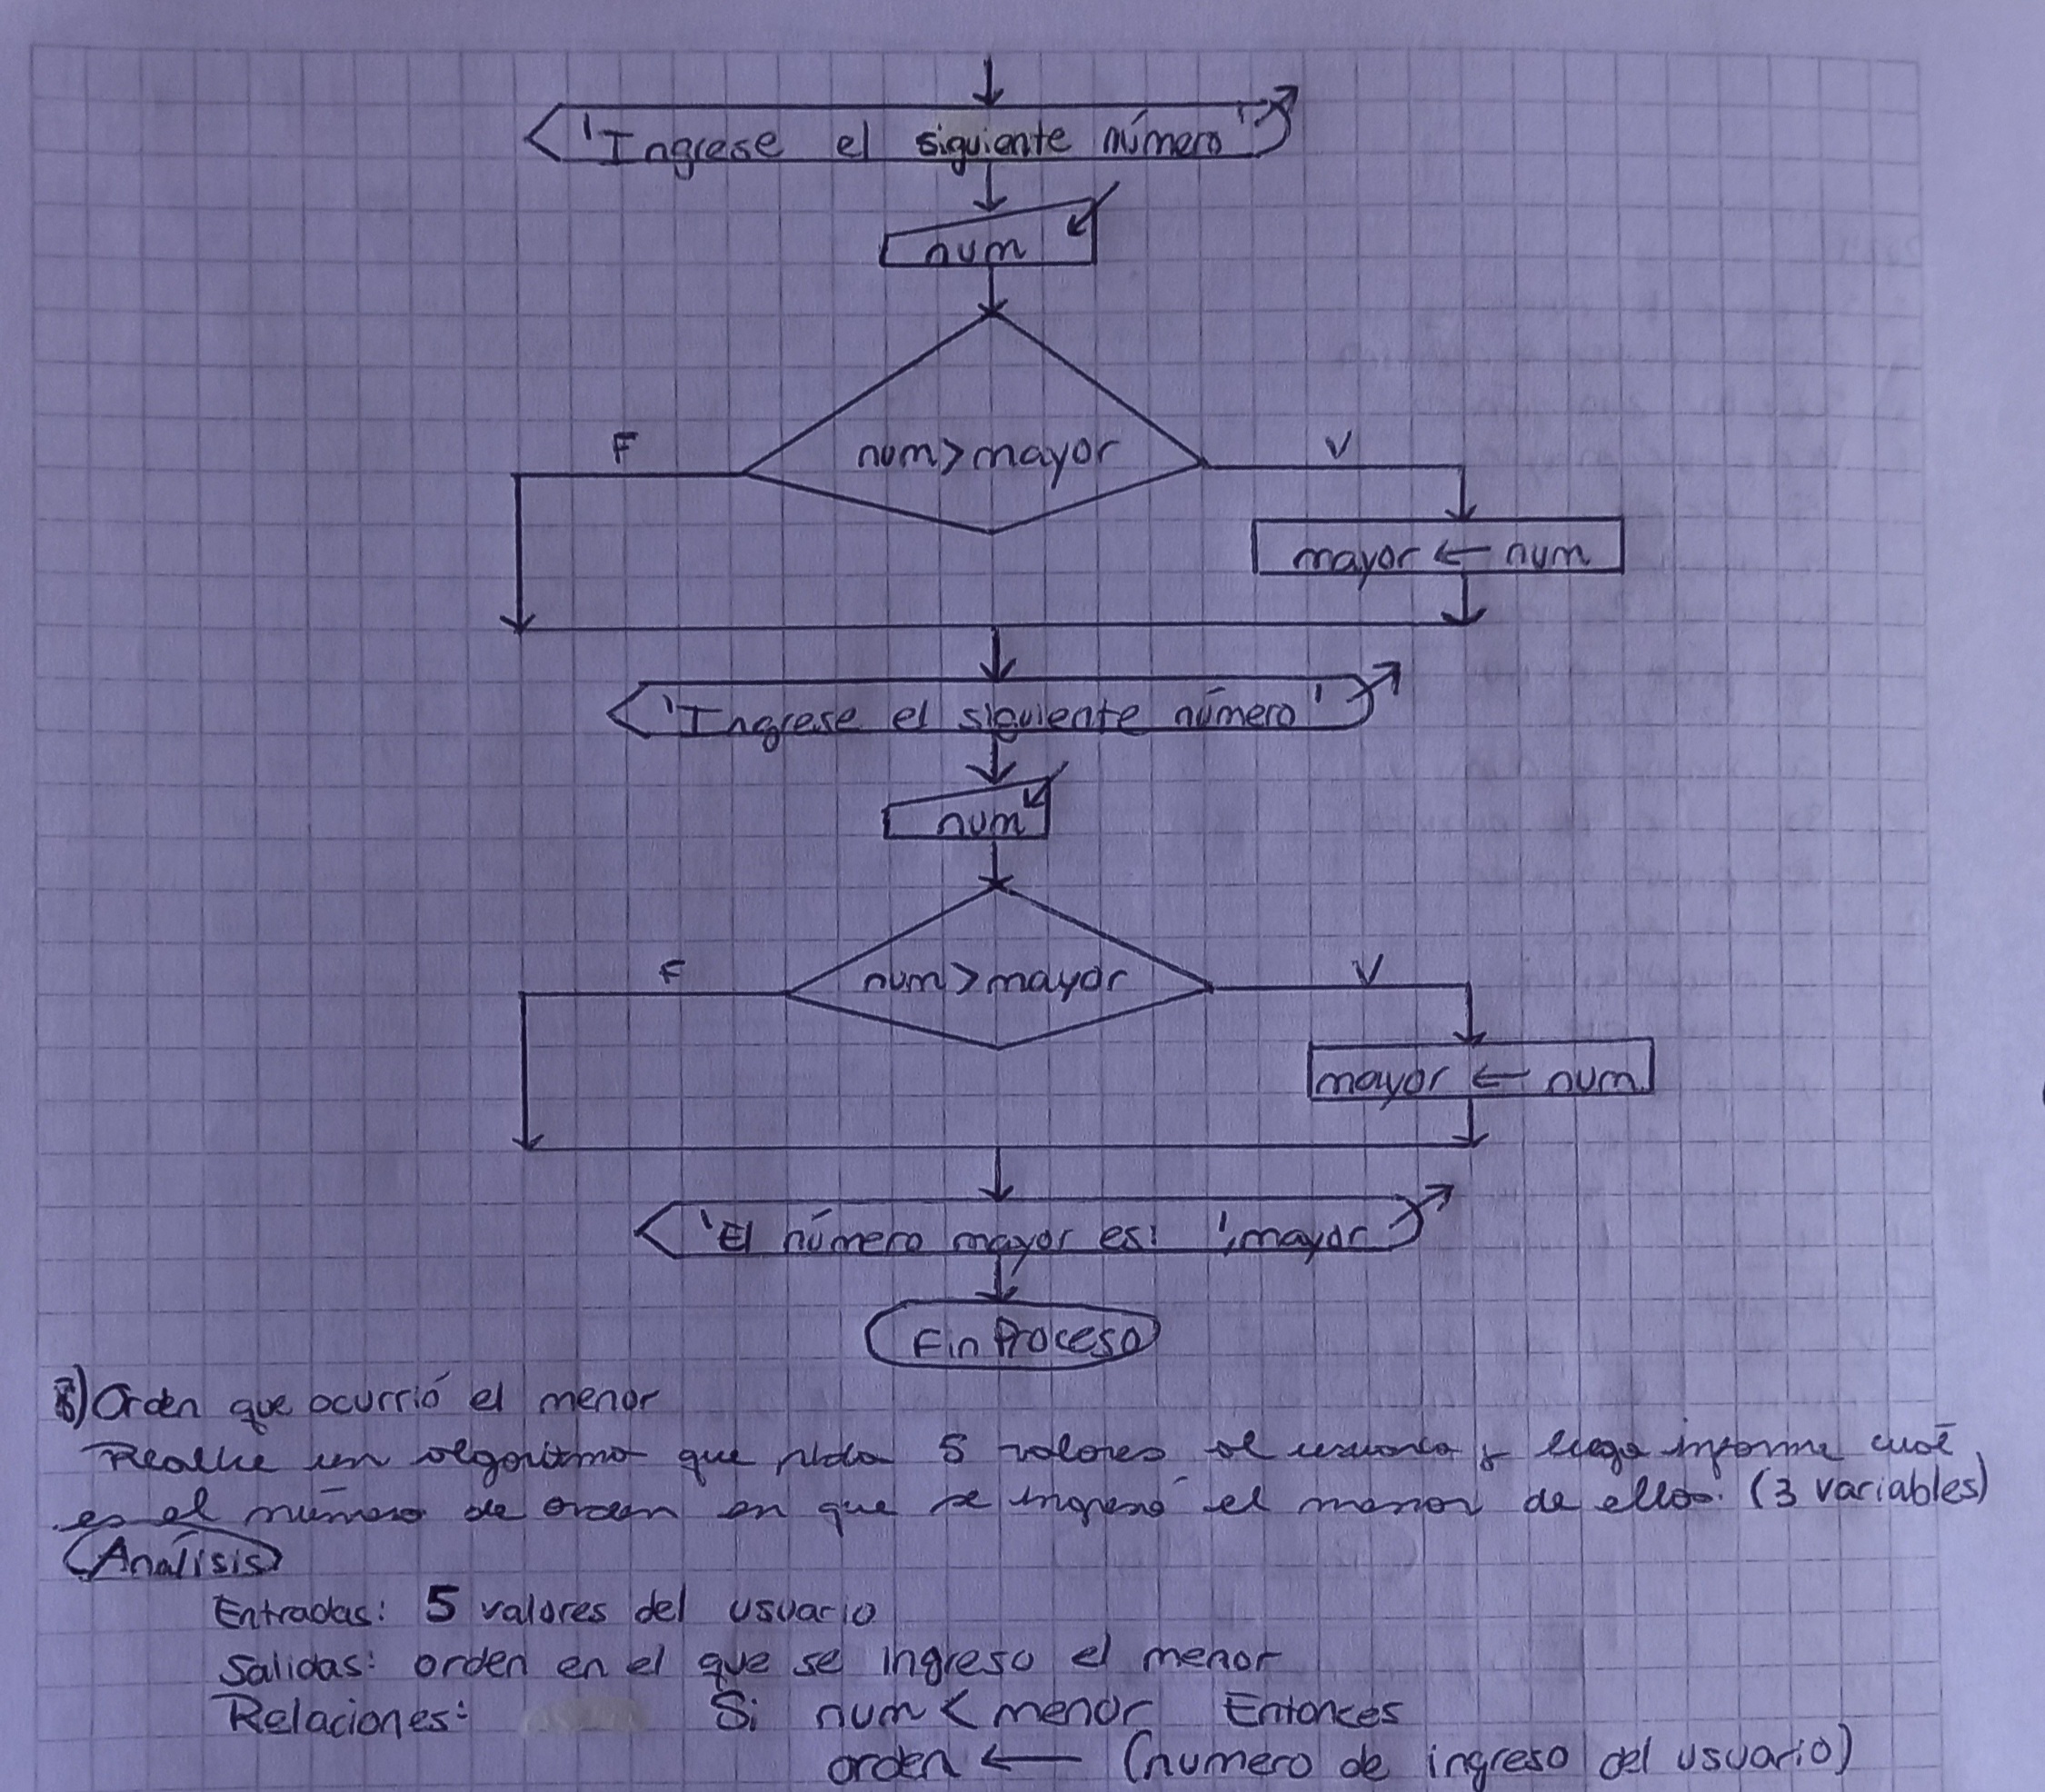 'Ingrese el siguiente número'
num
num>mayor
F
V
mayor ← num
'Ingrese el siguiente número'
num
num>mayor
F
V
mayor ← num
'El número mayor es: ',mayor
Fin Proceso
6) Orden que ocurrió el menor
Realice un algoritmo que pida 5 valores al usuario y luego informe cuál
es el número de orden en que se ingresó el menor de ellos. (3 variables)
Análisis
Entradas: 5 valores del usuario
Salidas: orden en el que se ingreso el menor
Relaciones: Si num < menor Entonces
orden ← (numero de ingreso del usuario)